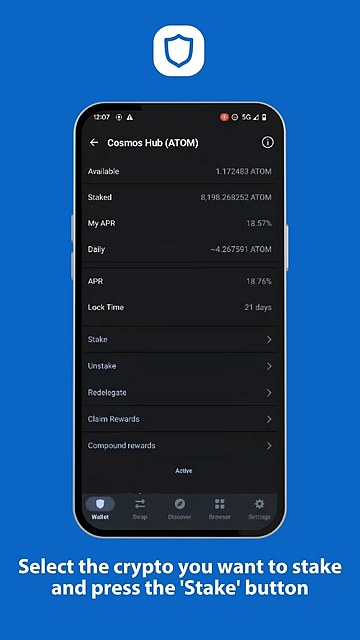 12:07 5G
Cosmos Hub (ATOM)
Available 1.172483 ATOM
Staked 8,198.268252 ATOM
My APR 18.57%
Daily ~4.267591 ATOM
APR 18.76%
Lock Time 21 days
Stake
Unstake
Redelegate
Claim Rewards
Compound rewards
Active
Wallet Swap Discover Browser Settings
Select the crypto you want to stake
and press the 'Stake' button